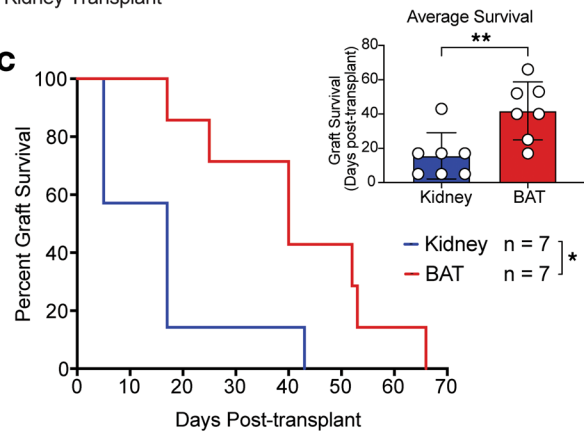 Kidney Transplant
c
Average Survival
**
Graft Survival
(Days post-transplant)
80
60
40
20
0
Kidney
BAT
Percent Graft Survival
100
80
60
40
20
0
0 10 20 30 40 50 60 70
Days Post-transplant
Kidney n = 7
BAT n = 7
*